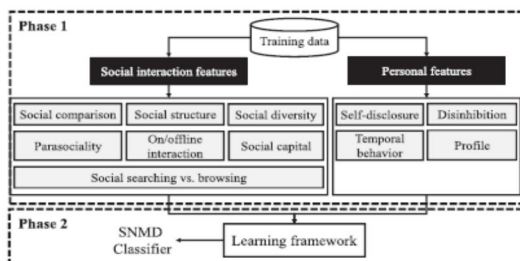 Phase 1
Training data
Social interaction features
Personal features
Social comparison
Social structure
Social diversity
Self-disclosure
Disinhibition
Parasociality
On/offline
interaction
Social capital
Temporal
behavior
Profile
Social searching vs. browsing
Phase 2
SNMD
Classifier
Learning framework